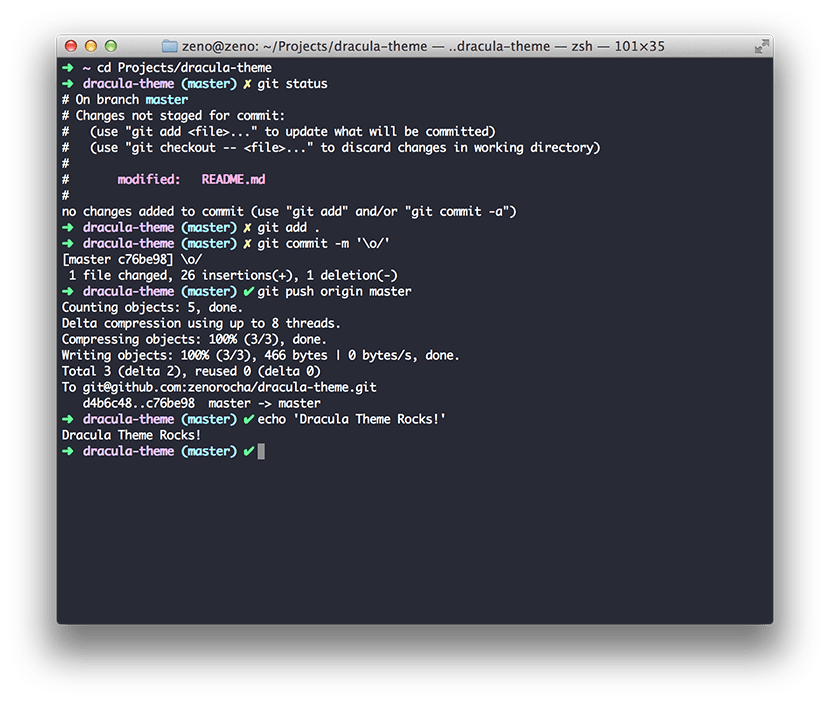 zeno@zeno: ~/Projects/dracula-theme — ..dracula-theme — zsh — 101×35
➜ ~ cd Projects/dracula-theme
➜ dracula-theme (master) ✗ git status
# On branch master
# Changes not staged for commit:
#   (use "git add <file>..." to update what will be committed)
#   (use "git checkout -- <file>..." to discard changes in working directory)
#
#       modified:   README.md
#
no changes added to commit (use "git add" and/or "git commit -a")
➜ dracula-theme (master) ✗ git add .
➜ dracula-theme (master) ✗ git commit -m '\o/'
[master c76be98] \o/
 1 file changed, 26 insertions(+), 1 deletion(-)
➜ dracula-theme (master) ✔ git push origin master
Counting objects: 5, done.
Delta compression using up to 8 threads.
Compressing objects: 100% (3/3), done.
Writing objects: 100% (3/3), 466 bytes | 0 bytes/s, done.
Total 3 (delta 2), reused 0 (delta 0)
To git@github.com:zenorocha/dracula-theme.git
   d4b6c48..c76be98  master -> master
➜ dracula-theme (master) ✔ echo 'Dracula Theme Rocks!'
Dracula Theme Rocks!
➜ dracula-theme (master) ✔